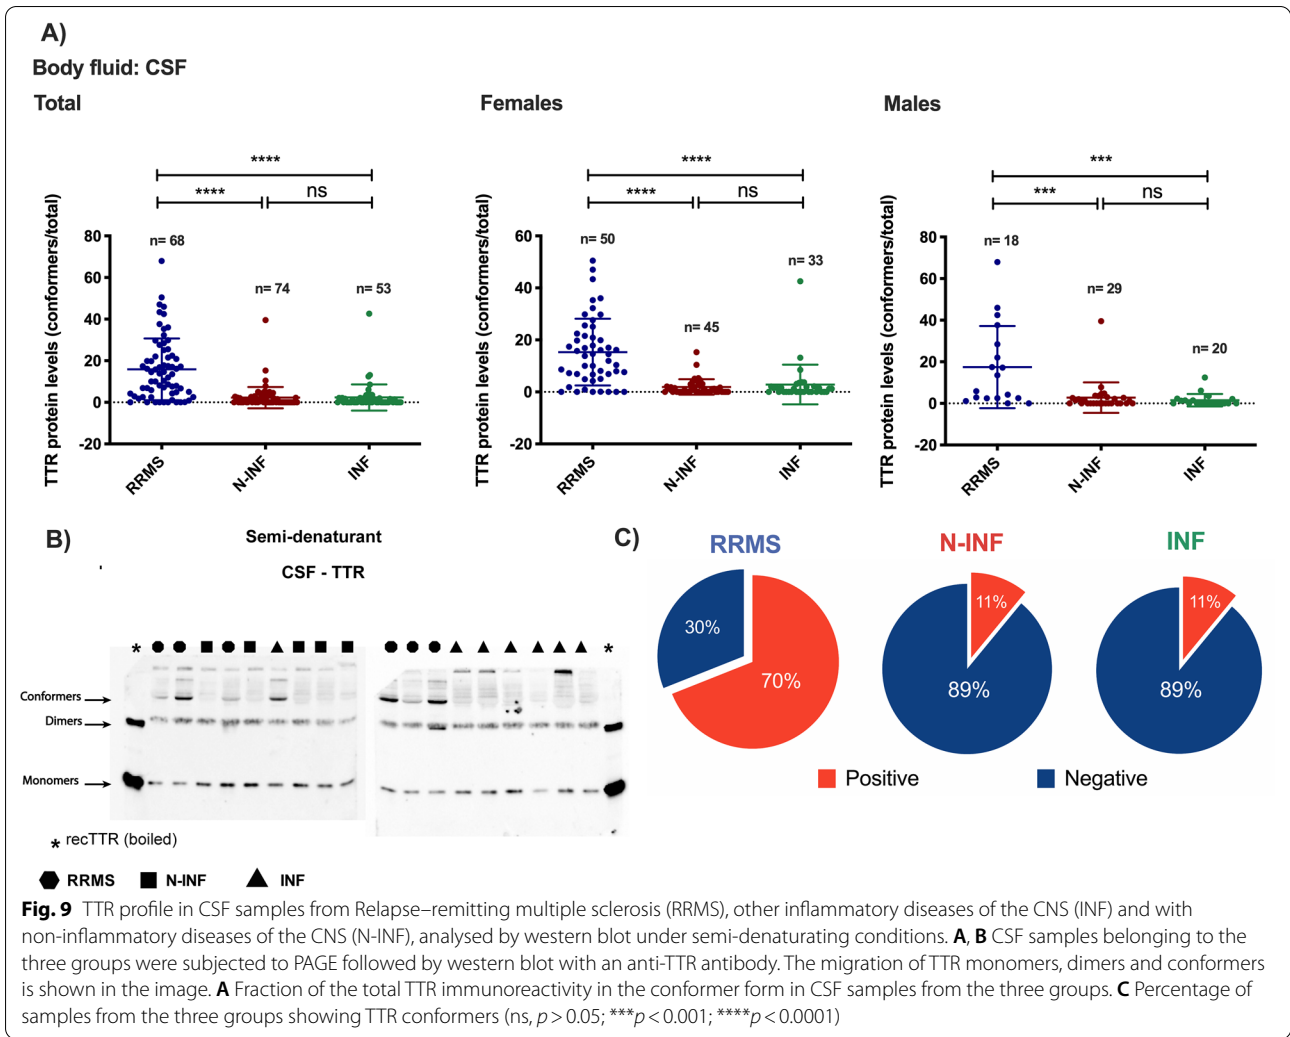 A)
Body fluid: CSF
Total
Females
Males
****
****
ns
TTR protein levels (conformers/total)
80
60
40
20
0
-20
n= 68
n= 74
n= 53
RRMS
N-INF
INF
****
****
ns
TTR protein levels (conformers/total)
60
40
20
0
-20
n= 50
n= 45
n= 33
RRMS
N-INF
INF
***
***
ns
TTR protein levels (conformers/total)
80
60
40
20
0
-20
n= 18
n= 29
n= 20
RRMS
N-INF
INF
B)
Semi-denaturant
CSF - TTR
*
*
Conformers
Dimers
Monomers
* recTTR (boiled)
RRMS N-INF INF
C)
RRMS
N-INF
INF
30%
70%
11%
89%
11%
89%
Positive
Negative
Fig. 9 TTR profile in CSF samples from Relapse–remitting multiple sclerosis (RRMS), other inflammatory diseases of the CNS (INF) and with
non-inflammatory diseases of the CNS (N-INF), analysed by western blot under semi-denaturating conditions. A, B CSF samples belonging to the
three groups were subjected to PAGE followed by western blot with an anti-TTR antibody. The migration of TTR monomers, dimers and conformers
is shown in the image. A Fraction of the total TTR immunoreactivity in the conformer form in CSF samples from the three groups. C Percentage of
samples from the three groups showing TTR conformers (ns, p > 0.05; ***p < 0.001; ****p < 0.0001)